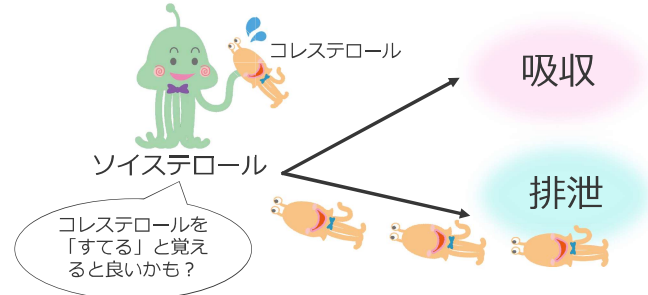 コレステロール
吸収
ソイステロール
排泄
コレステロールを
「すてる」と覚え
ると良いかも？